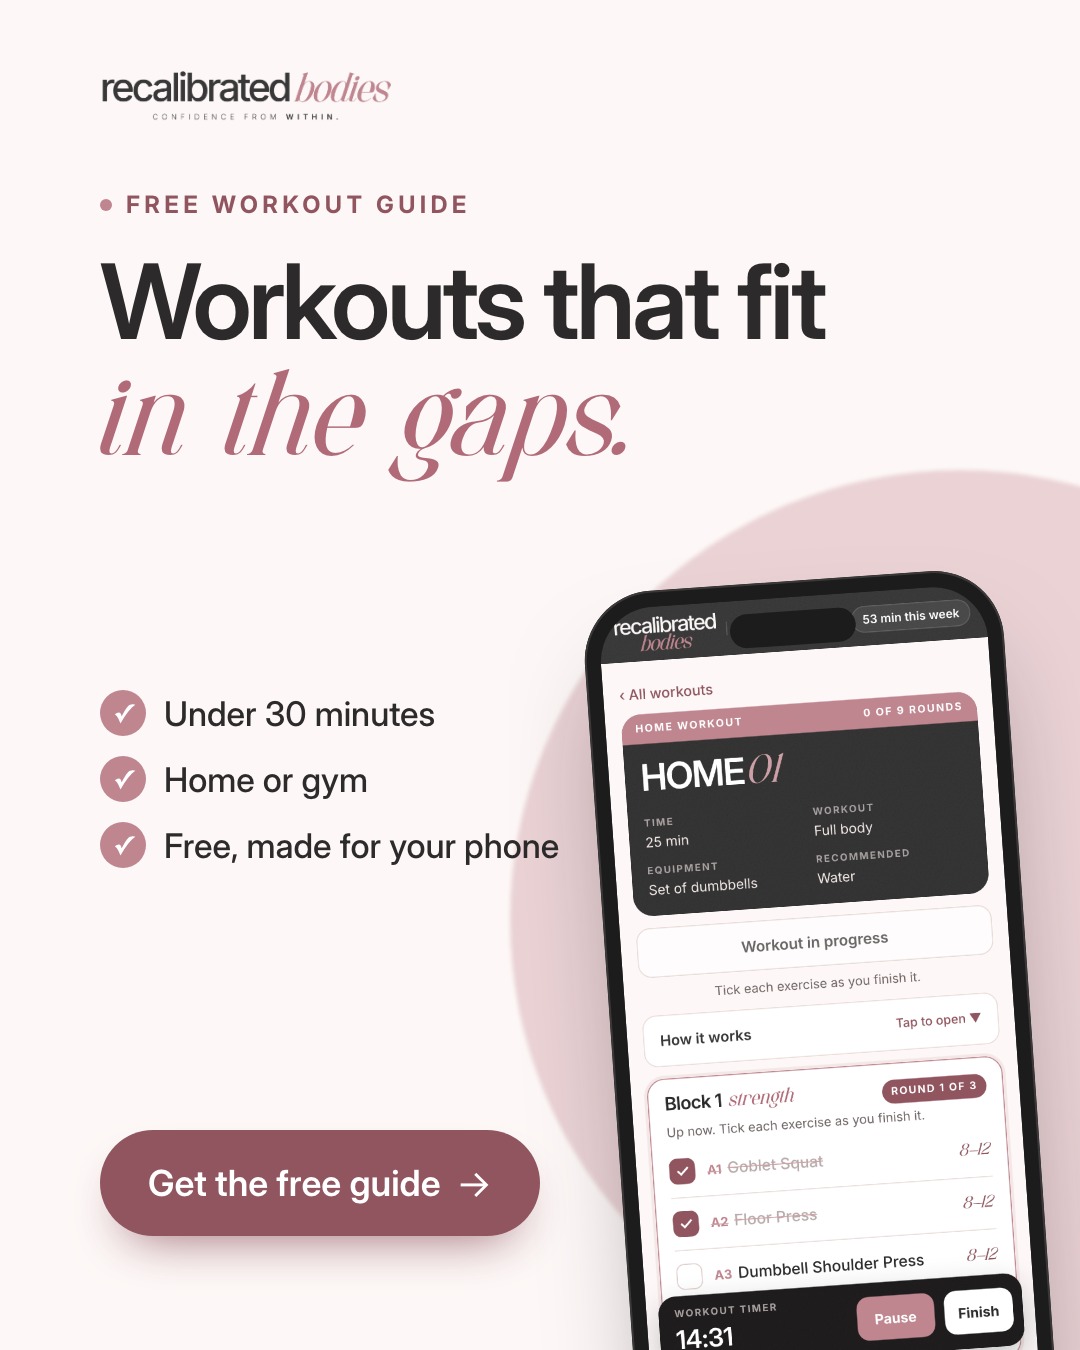 recalibrated bodies
CONFIDENCE FROM WITHIN.
FREE WORKOUT GUIDE
Workouts that fit
in the gaps.
Under 30 minutes
Home or gym
Free, made for your phone
Get the free guide →
recalibrated
bodies
53 min this week
‹ All workouts
HOME WORKOUT
0 OF 9 ROUNDS
HOME 01
TIME
25 min
WORKOUT
Full body
EQUIPMENT
Set of dumbbells
RECOMMENDED
Water
Workout in progress
Tick each exercise as you finish it.
How it works
Tap to open ▼
Block 1 strength
ROUND 1 OF 3
Up now. Tick each exercise as you finish it.
A1 Goblet Squat 8–12
A2 Floor Press 8–12
A3 Dumbbell Shoulder Press 8–12
WORKOUT TIMER
14:31
Pause
Finish